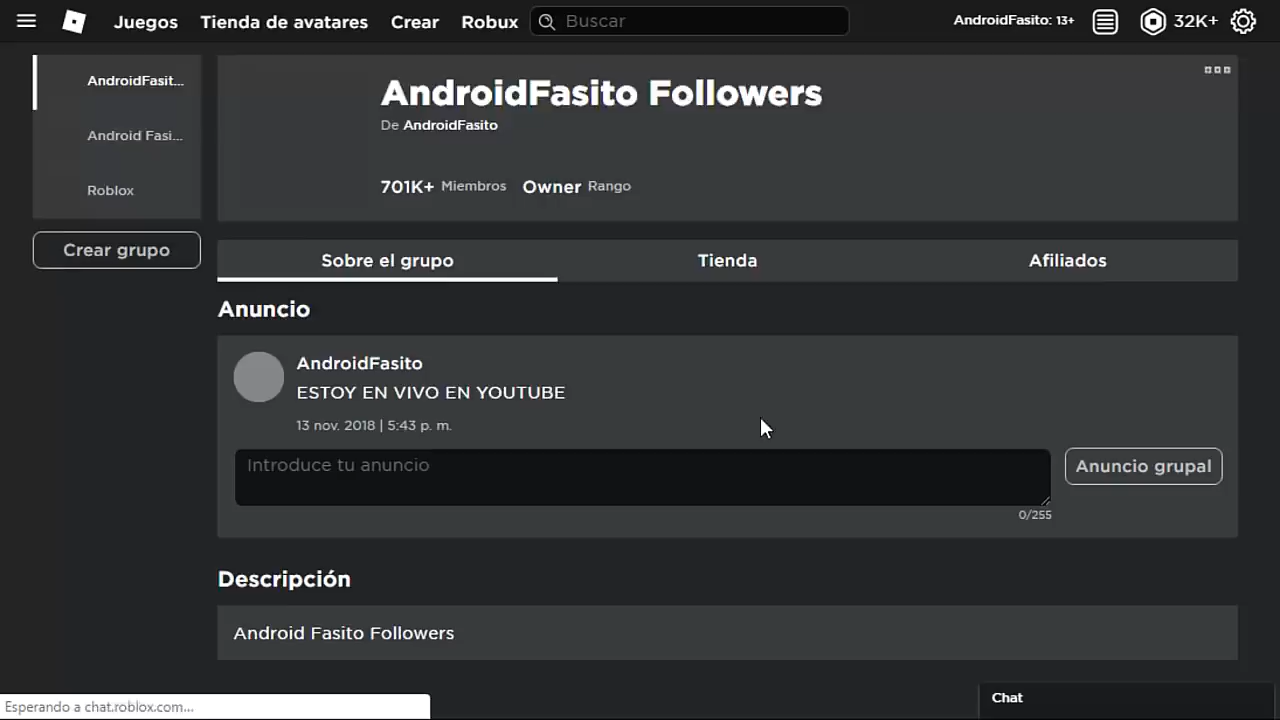 Juegos Tienda de avatares Crear Robux Buscar AndroidFasito: 13+ 32K+
AndroidFasit...
Android Fasi...
Roblox
Crear grupo
AndroidFasito Followers
De AndroidFasito
701K+ Miembros Owner Rango
Sobre el grupo Tienda Afiliados
Anuncio
AndroidFasito
ESTOY EN VIVO EN YOUTUBE
13 nov. 2018 | 5:43 p. m.
Introduce tu anuncio
Anuncio grupal
0/255
Descripción
Android Fasito Followers
Esperando a chat.roblox.com...
Chat